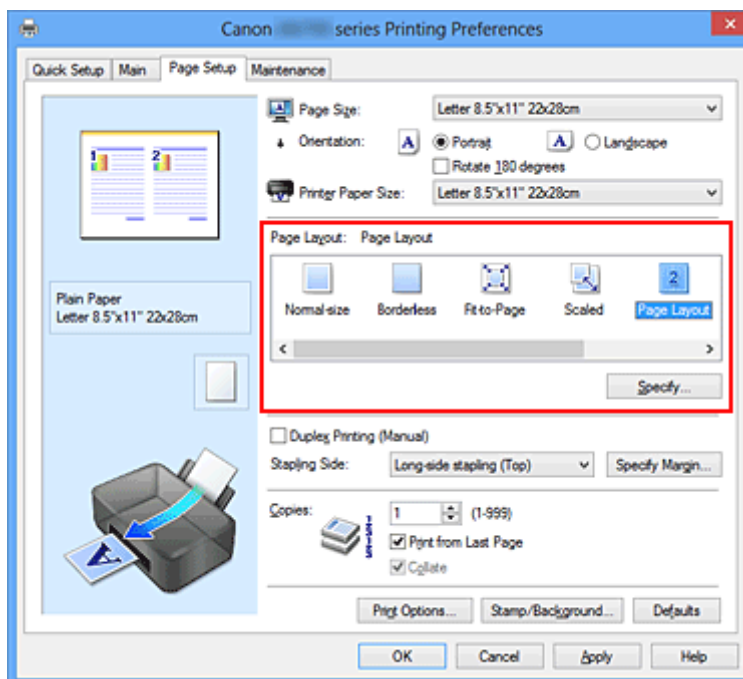 Canon series Printing Preferences
Quick Setup Main Page Setup Maintenance
1 2
Plain Paper
Letter 8.5"x11" 22x28cm
A
Page Size: Letter 8.5"x11" 22x28cm
Orientation: A Portrait A Landscape
Rotate 180 degrees
Printer Paper Size: Letter 8.5"x11" 22x28cm
Page Layout: Page Layout
2
Normal-size Borderless Fit-to-Page Scaled Page Layout
Specify...
Duplex Printing (Manual)
Stapling Side: Long-side stapling (Top) Specify Margin...
Copies: 1 (1-999)
Print from Last Page
Collate
Print Options... Stamp/Background... Defaults
OK Cancel Apply Help